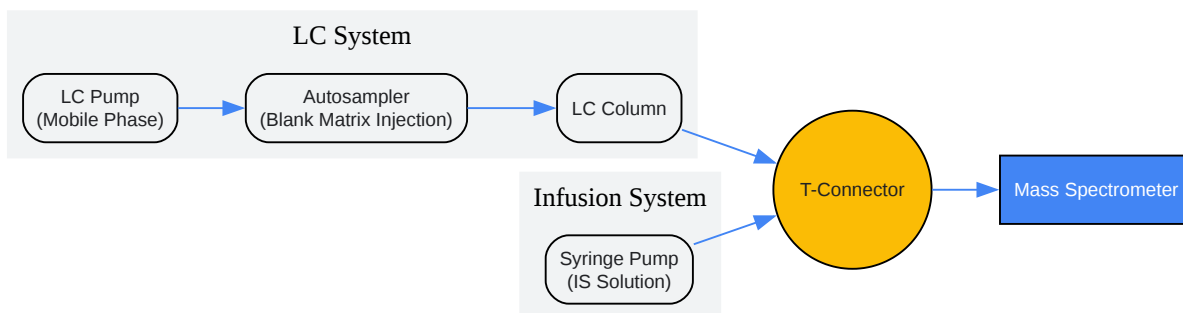 LC System
LC Pump
(Mobile Phase)
Autosampler
(Blank Matrix Injection)
LC Column
T-Connector
Mass Spectrometer
Infusion System
Syringe Pump
(IS Solution)